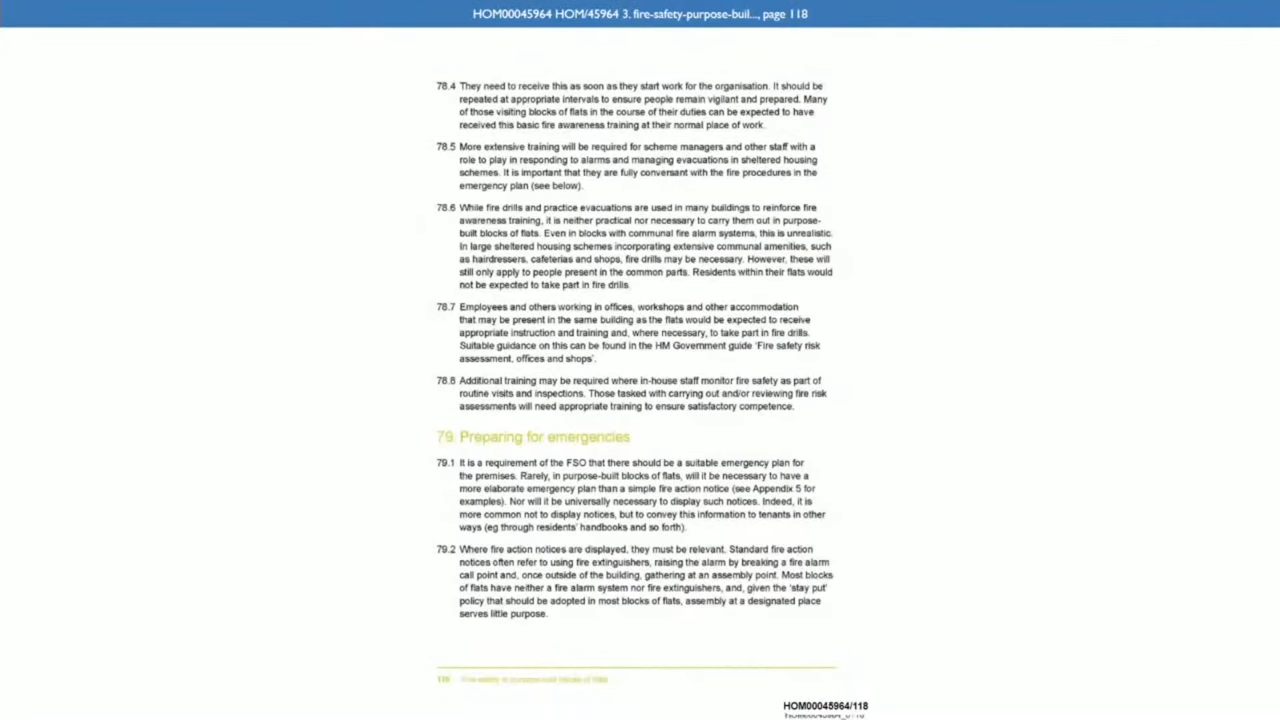 HOM00045964 HOM/45964 3. fire-safety-purpose-buil..., page 118
78.4 They need to receive this as soon as they start work for the organisation. It should be
repeated at appropriate intervals to ensure people remain vigilant and prepared. Many
of those visiting blocks of flats in the course of their duties can be expected to have
received this basic fire awareness training at their normal place of work.
78.5 More extensive training will be required for scheme managers and other staff with a
role to play in responding to alarms and managing evacuations in sheltered housing
schemes. It is important that they are fully conversant with the fire procedures in the
emergency plan (see below).
78.6 While fire drills and practice evacuations are used in many buildings to reinforce fire
awareness training, it is neither practical nor necessary to carry them out in purpose-
built blocks of flats. Even in blocks with communal fire alarm systems, this is unrealistic.
In large sheltered housing schemes incorporating extensive communal amenities, such
as hairdressers, cafeterias and shops, fire drills may be necessary. However, these will
still only apply to people present in the common parts. Residents within their flats would
not be expected to take part in fire drills.
78.7 Employees and others working in offices, workshops and other accommodation
that may be present in the same building as the flats would be expected to receive
appropriate instruction and training and, where necessary, to take part in fire drills.
Suitable guidance on this can be found in the HM Government guide 'Fire safety risk
assessment, offices and shops'.
78.8 Additional training may be required where in-house staff monitor fire safety as part of
routine visits and inspections. Those tasked with carrying out and/or reviewing fire risk
assessments will need appropriate training to ensure satisfactory competence.
79 Preparing for emergencies
79.1 It is a requirement of the FSO that there should be a suitable emergency plan for
the premises. Rarely, in purpose-built blocks of flats, will it be necessary to have a
more elaborate emergency plan than a simple fire action notice (see Appendix 5 for
examples). Nor will it be universally necessary to display such notices. Indeed, it is
more common not to display notices, but to convey this information to tenants in other
ways (eg through residents' handbooks and so forth).
79.2 Where fire action notices are displayed, they must be relevant. Standard fire action
notices often refer to using fire extinguishers, raising the alarm by breaking a fire alarm
call point and, once outside of the building, gathering at an assembly point. Most blocks
of flats have neither a fire alarm system nor fire extinguishers, and, given the 'stay put'
policy that should be adopted in most blocks of flats, assembly at a designated place
serves little purpose.
Fire safety in purpose-built blocks of flats
HOM00045964/118